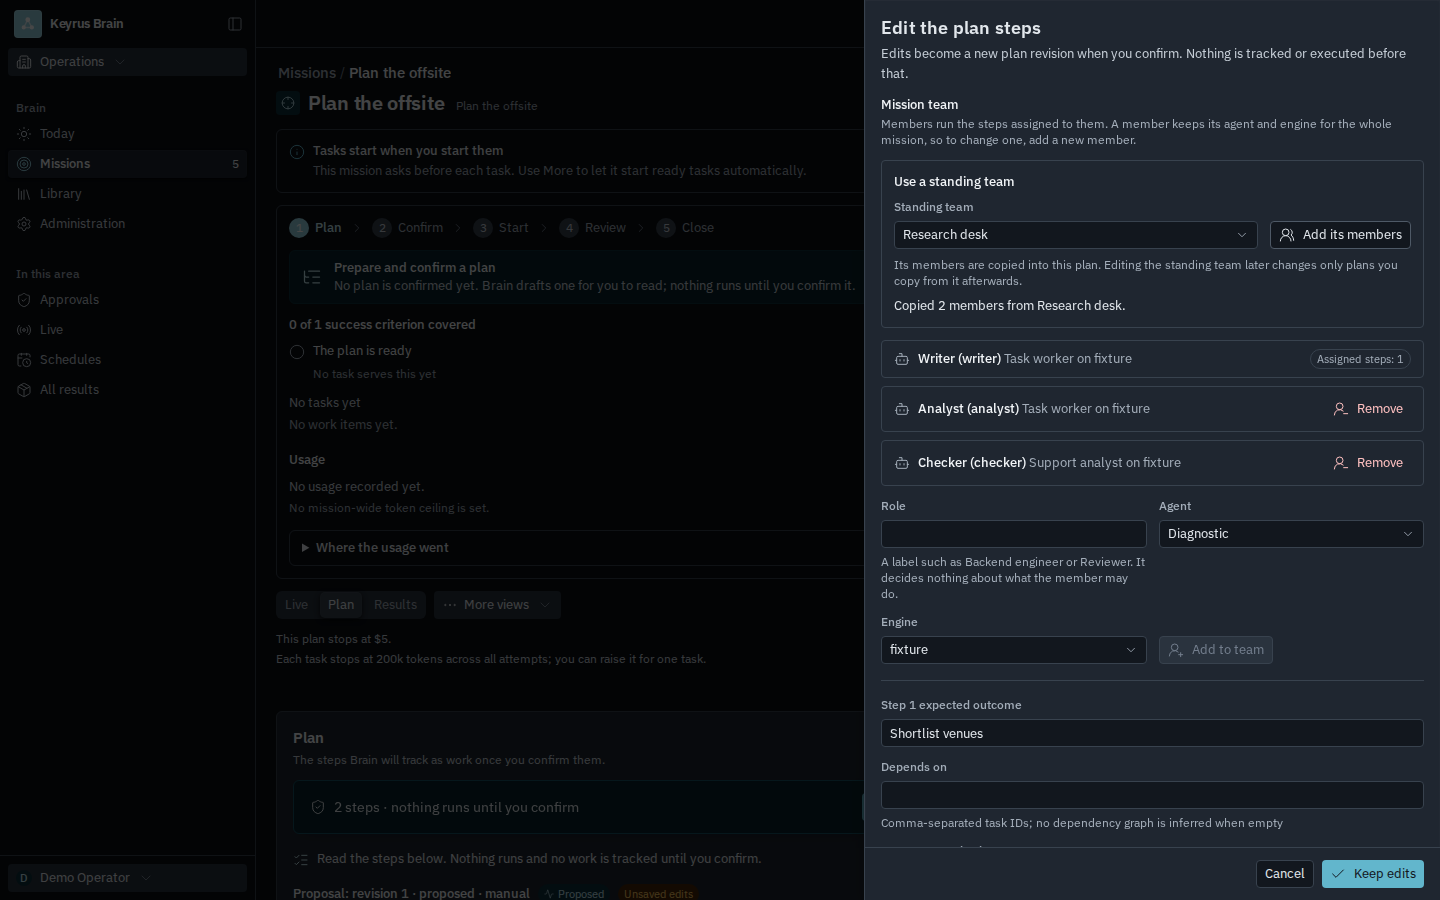 Keyrus Brain
Operations
Brain
Today
Missions 5
Library
Administration
In this area
Approvals
Live
Schedules
All results
D Demo Operator
Missions / Plan the offsite
Plan the offsite Plan the offsite
Tasks start when you start them
This mission asks before each task. Use More to let it start ready tasks automatically.
1 Plan 2 Confirm 3 Start 4 Review 5 Close
Prepare and confirm a plan
No plan is confirmed yet. Brain drafts one for you to read; nothing runs until you confirm it.
0 of 1 success criterion covered
The plan is ready
No task serves this yet
No tasks yet
No work items yet.
Usage
No usage recorded yet.
No mission-wide token ceiling is set.
Where the usage went
Live Plan Results More views
This plan stops at $5.
Each task stops at 200k tokens across all attempts; you can raise it for one task.
Plan
The steps Brain will track as work once you confirm them.
2 steps · nothing runs until you confirm
Read the steps below. Nothing runs and no work is tracked until you confirm.
Proposal: revision 1 · proposed · manual Proposed Unsaved edits
Edit the plan steps
Edits become a new plan revision when you confirm. Nothing is tracked or executed before
that.
Mission team
Members run the steps assigned to them. A member keeps its agent and engine for the whole
mission, so to change one, add a new member.
Use a standing team
Standing team
Research desk Add its members
Its members are copied into this plan. Editing the standing team later changes only plans you
copy from it afterwards.
Copied 2 members from Research desk.
Writer (writer) Task worker on fixture Assigned steps: 1
Analyst (analyst) Task worker on fixture Remove
Checker (checker) Support analyst on fixture Remove
Role Agent
Diagnostic
A label such as Backend engineer or Reviewer. It
decides nothing about what the member may
do.
Engine
fixture Add to team
Step 1 expected outcome
Shortlist venues
Depends on
Comma-separated task IDs; no dependency graph is inferred when empty
Cancel Keep edits